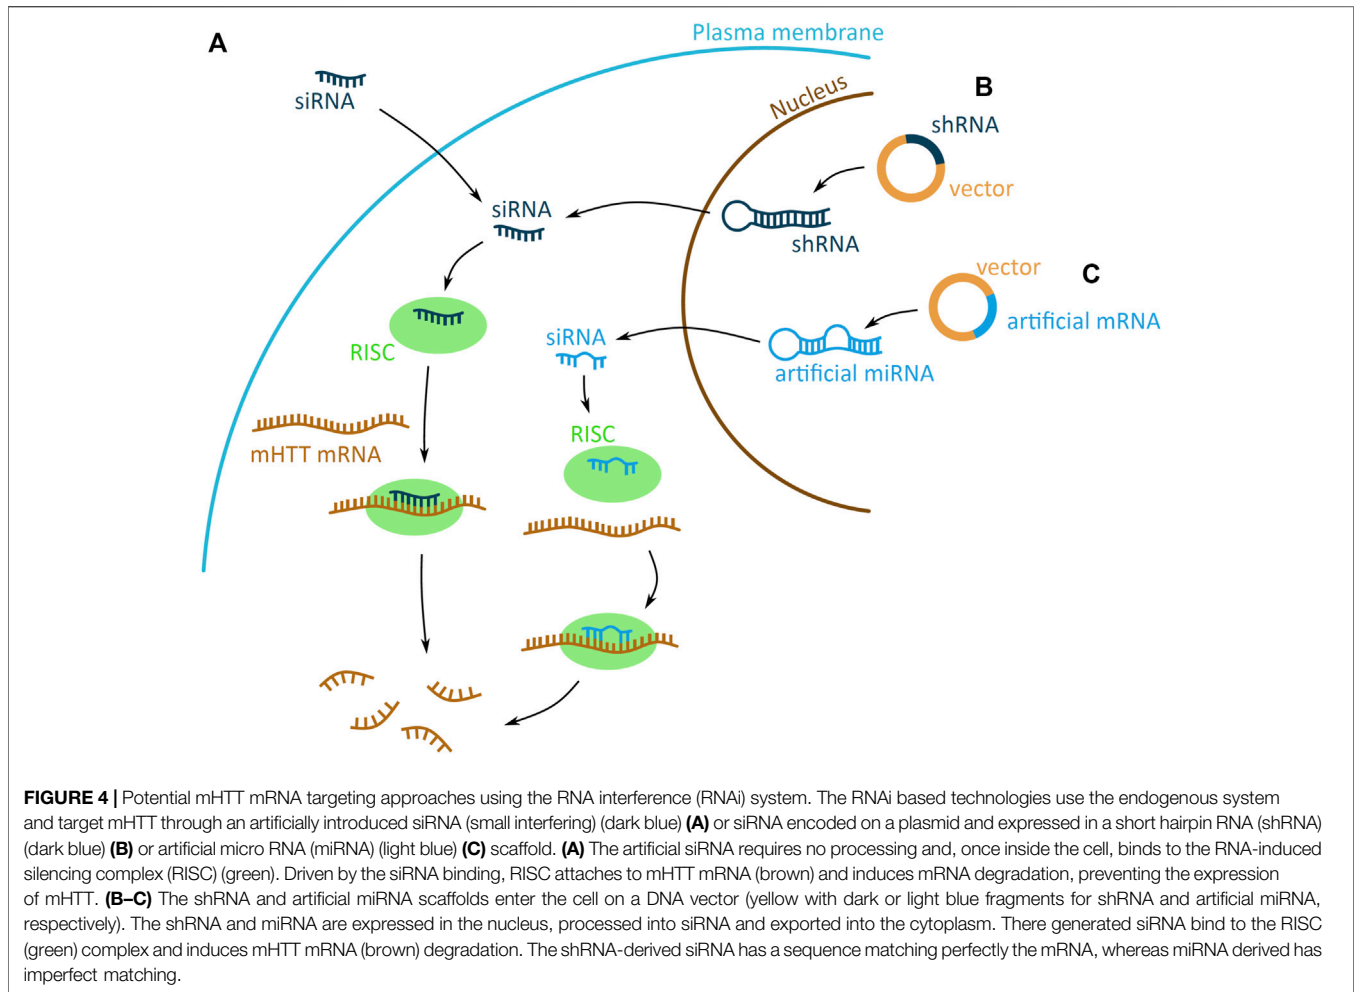 A
Plasma membrane
siRNA
Nucleus
B
shRNA
vector
siRNA
shRNA
vector
C
artificial mRNA
siRNA
RISC
artificial miRNA
RISC
mHTT mRNA
FIGURE 4 | Potential mHTT mRNA targeting approaches using the RNA interference (RNAi) system. The RNAi based technologies use the endogenous system
and target mHTT through an artificially introduced siRNA (small interfering) (dark blue) (A) or siRNA encoded on a plasmid and expressed in a short hairpin RNA (shRNA)
(dark blue) (B) or artificial micro RNA (miRNA) (light blue) (C) scaffold. (A) The artificial siRNA requires no processing and, once inside the cell, binds to the RNA-induced
silencing complex (RISC) (green). Driven by the siRNA binding, RISC attaches to mHTT mRNA (brown) and induces mRNA degradation, preventing the expression
of mHTT. (B–C) The shRNA and artificial miRNA scaffolds enter the cell on a DNA vector (yellow with dark or light blue fragments for shRNA and artificial miRNA,
respectively). The shRNA and miRNA are expressed in the nucleus, processed into siRNA and exported into the cytoplasm. There generated siRNA bind to the RISC
(green) complex and induces mHTT mRNA (brown) degradation. The shRNA-derived siRNA has a sequence matching perfectly the mRNA, whereas miRNA derived has
imperfect matching.